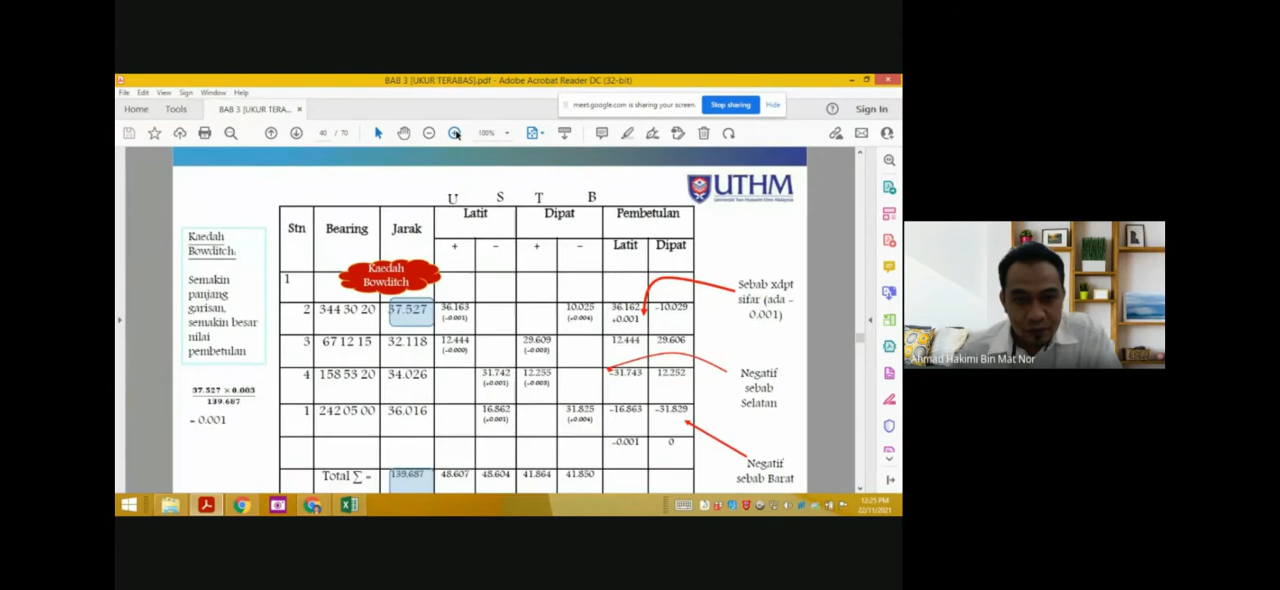 BAB 3 [UKUR TERABAS].pdf - Adobe Acrobat Reader DC (32-bit)
File Edit View Sign Window Help
Home Tools BAB 3 [UKUR TERA... ×
meet.google.com is sharing your screen. Stop sharing Hide
Sign In
40 / 70 100%
UTHM
Universiti Tun Hussein Onn Malaysia
U S T B
Stn Bearing Jarak Latit Dipat Pembetulan
+ − + − Latit Dipat
Kaedah
Bowditch:
Semakin
panjang
garisan,
semakin besar
nilai
pembetulan
37.527 × 0.003
139.687
= 0.001
Kaedah
Bowditch
1
2 344 30 20 37.527 36.163 10.025 36.162 -10.029
(-0.001) (+0.004) +0.001
3 67 12 15 32.118 12.444 29.609 12.444 29.606
(-0.000) (-0.003)
4 158 53 20 34.026 31.742 12.255 -31.743 12.252
(+0.001) (-0.003)
1 242 05 00 36.016 16.862 31.825 -16.863 -31.829
(+0.001) (+0.004)
-0.001 0
Total ∑ = 139.687 48.607 48.604 41.864 41.850
Sebab xdpt
sifar (ada –
0.001)
Negatif
sebab
Selatan
Negatif
sebab Barat
Ahmad Hakimi Bin Mat Nor
12:25 PM
22/11/2021